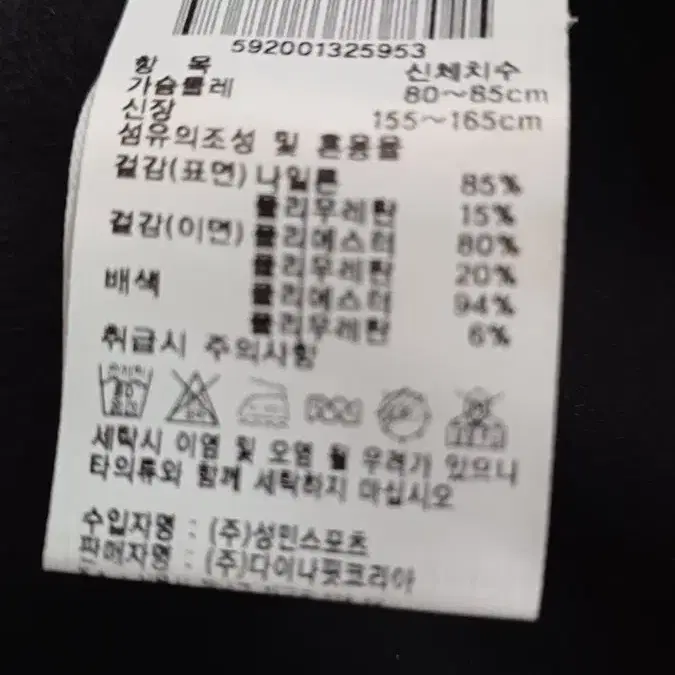 592001325953
항 목 신체치수
가슴둘레 80~85cm
신장 155~165cm
섬유의조성 및 혼용율
겉감(표면) 나일론 85%
폴리우레탄 15%
겉감(이면) 폴리에스터 80%
폴리우레탄 20%
배색 폴리에스터 94%
폴리우레탄 6%
취급시 주의사항
세탁시 이염 및 오염 될 우려가 있으니
타의류와 함께 세탁하지 마십시오
수입자명 : (주)성민스포츠
판매자명 : (주)다이나핏코리아